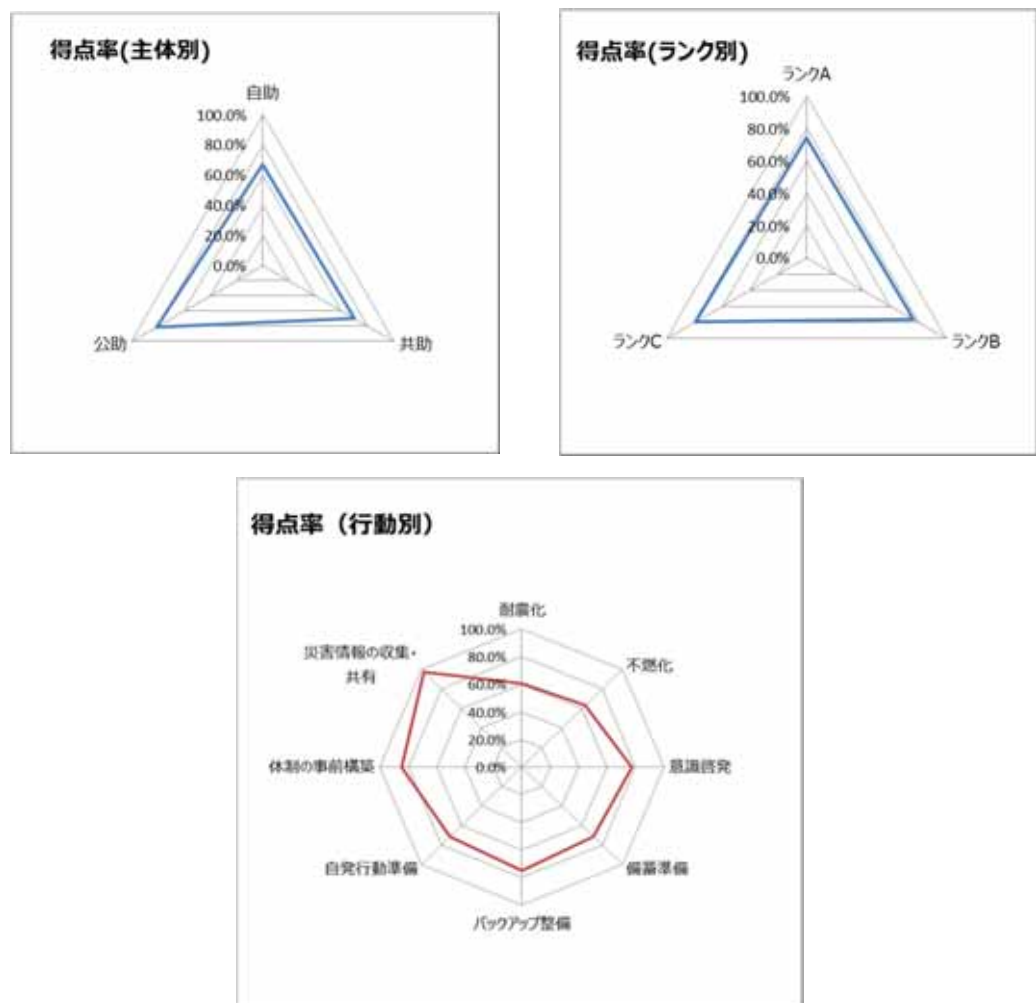 得点率(主体別)
自助
100.0%
80.0%
60.0%
40.0%
20.0%
0.0%
公助
共助
得点率(ランク別)
ランクA
100.0%
80.0%
60.0%
40.0%
20.0%
0.0%
ランクC
ランクB
得点率（行動別）
耐震化
100.0%
80.0%
60.0%
40.0%
20.0%
0.0%
災害情報の収集・
共有
不燃化
体制の事前構築
意識啓発
自発行動準備
備蓄準備
バックアップ整備